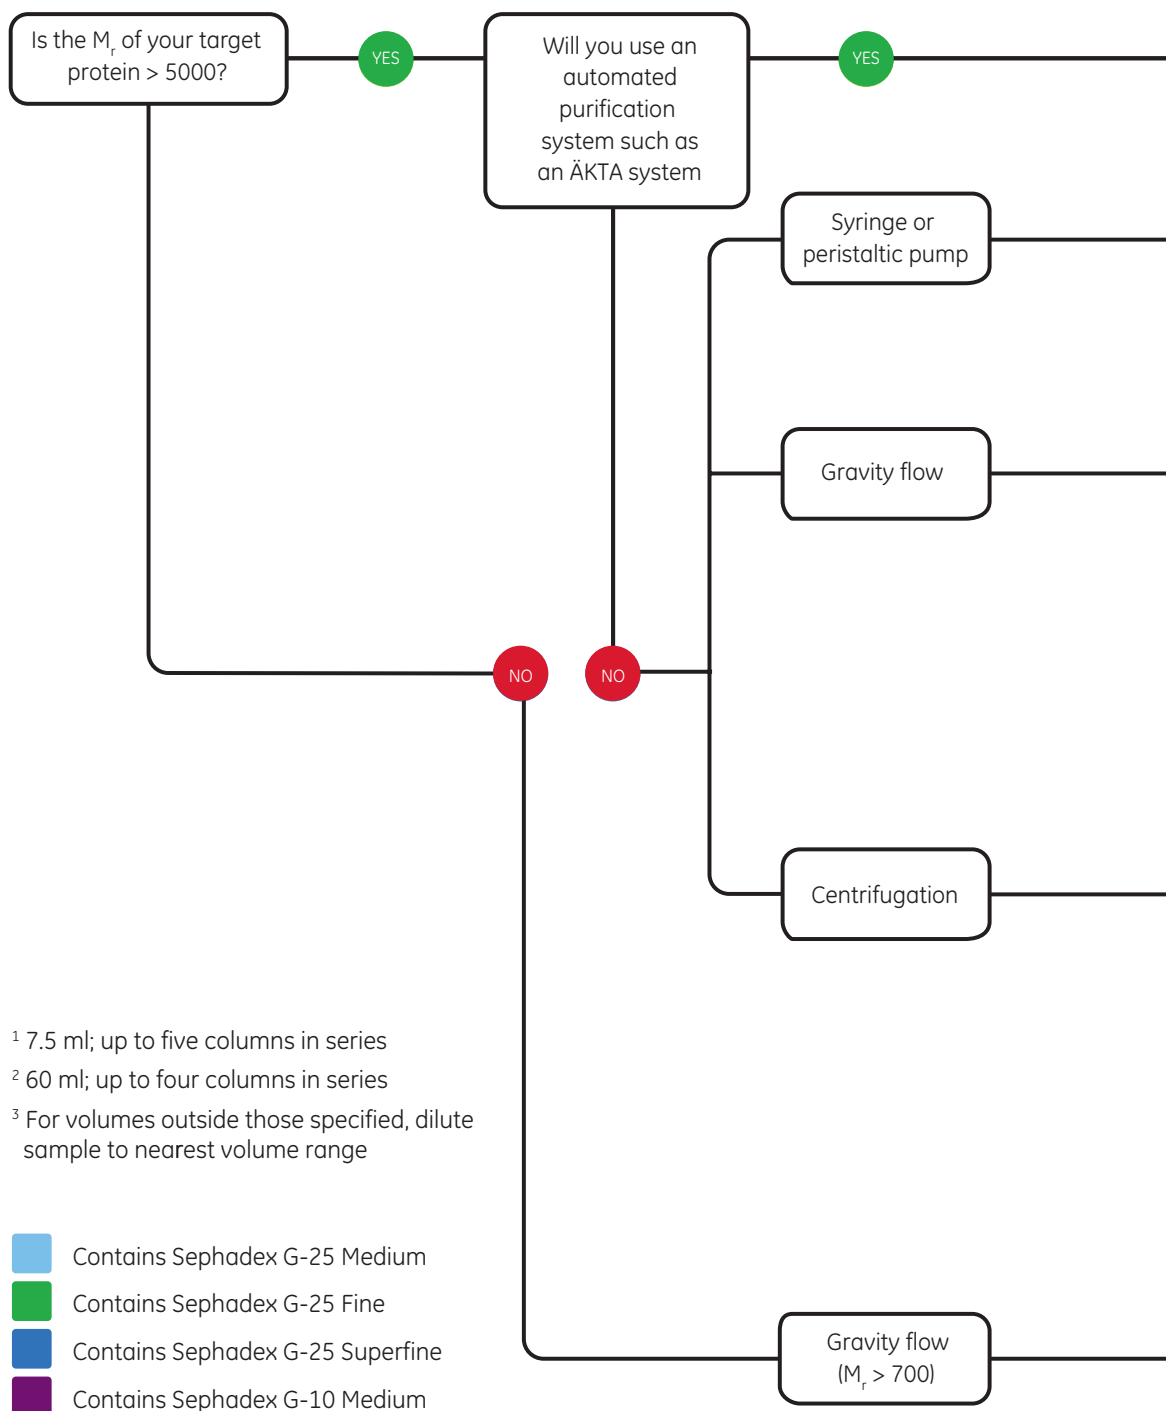 Is the Mr of your target
protein > 5000?
YES
Will you use an
automated
purification
system such as
an ÄKTA system
YES
Syringe or
peristaltic pump
Gravity flow
NO
NO
Centrifugation
1 7.5 ml; up to five columns in series
2 60 ml; up to four columns in series
3 For volumes outside those specified, dilute
sample to nearest volume range
Contains Sephadex G-25 Medium
Contains Sephadex G-25 Fine
Contains Sephadex G-25 Superfine
Contains Sephadex G-10 Medium
Gravity flow
(Mr > 700)